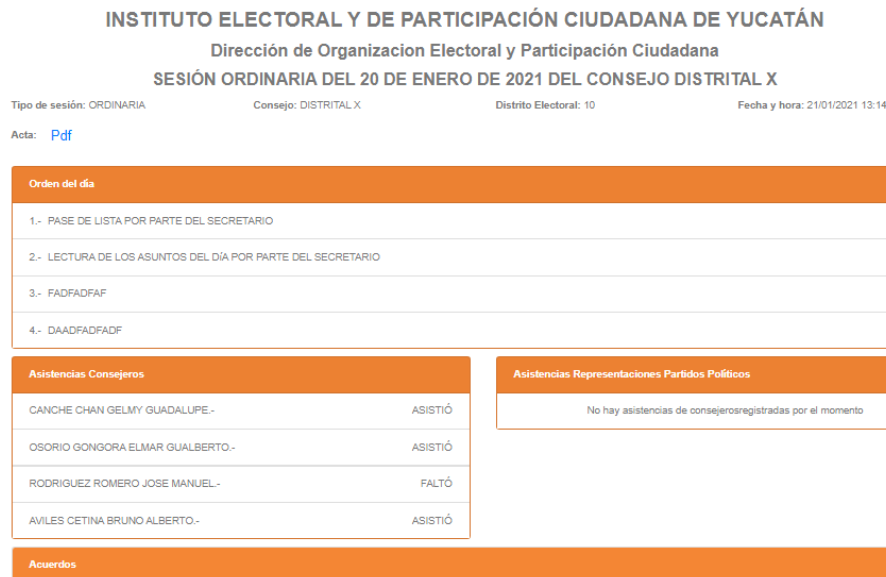 INSTITUTO ELECTORAL Y DE PARTICIPACIÓN CIUDADANA DE YUCATÁN
Dirección de Organizacion Electoral y Participación Ciudadana
SESIÓN ORDINARIA DEL 20 DE ENERO DE 2021 DEL CONSEJO DISTRITAL X
Tipo de sesión: ORDINARIA Consejo: DISTRITAL X Distrito Electoral: 10 Fecha y hora: 21/01/2021 13:14
Acta: Pdf
Orden del día
1.- PASE DE LISTA POR PARTE DEL SECRETARIO
2.- LECTURA DE LOS ASUNTOS DEL DíA POR PARTE DEL SECRETARIO
3.- FADFADFAF
4.- DAADFADFADF
Asistencias Consejeros
CANCHE CHAN GELMY GUADALUPE.- ASISTIÓ
OSORIO GONGORA ELMAR GUALBERTO.- ASISTIÓ
RODRIGUEZ ROMERO JOSE MANUEL.- FALTÓ
AVILES CETINA BRUNO ALBERTO.- ASISTIÓ
Asistencias Representaciones Partidos Políticos
No hay asistencias de consejerosregistradas por el momento
Acuerdos